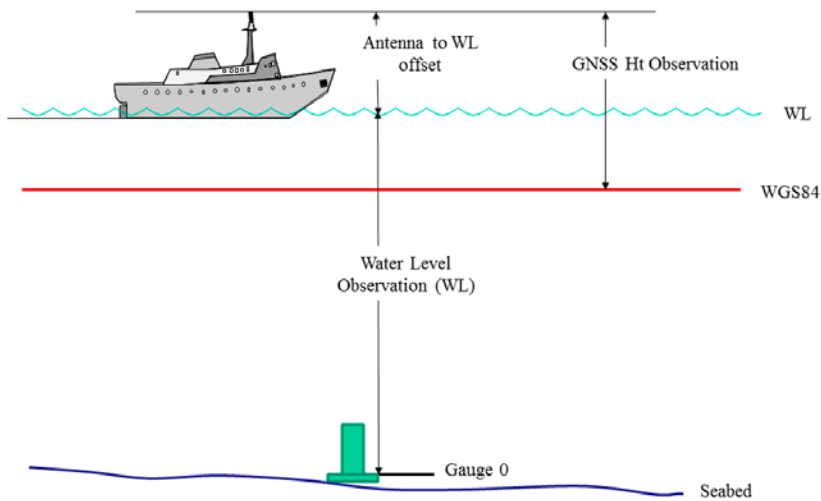 Antenna to WL
offset
GNSS Ht Observation
WL
WGS84
Water Level
Observation (WL)
Gauge 0
Seabed